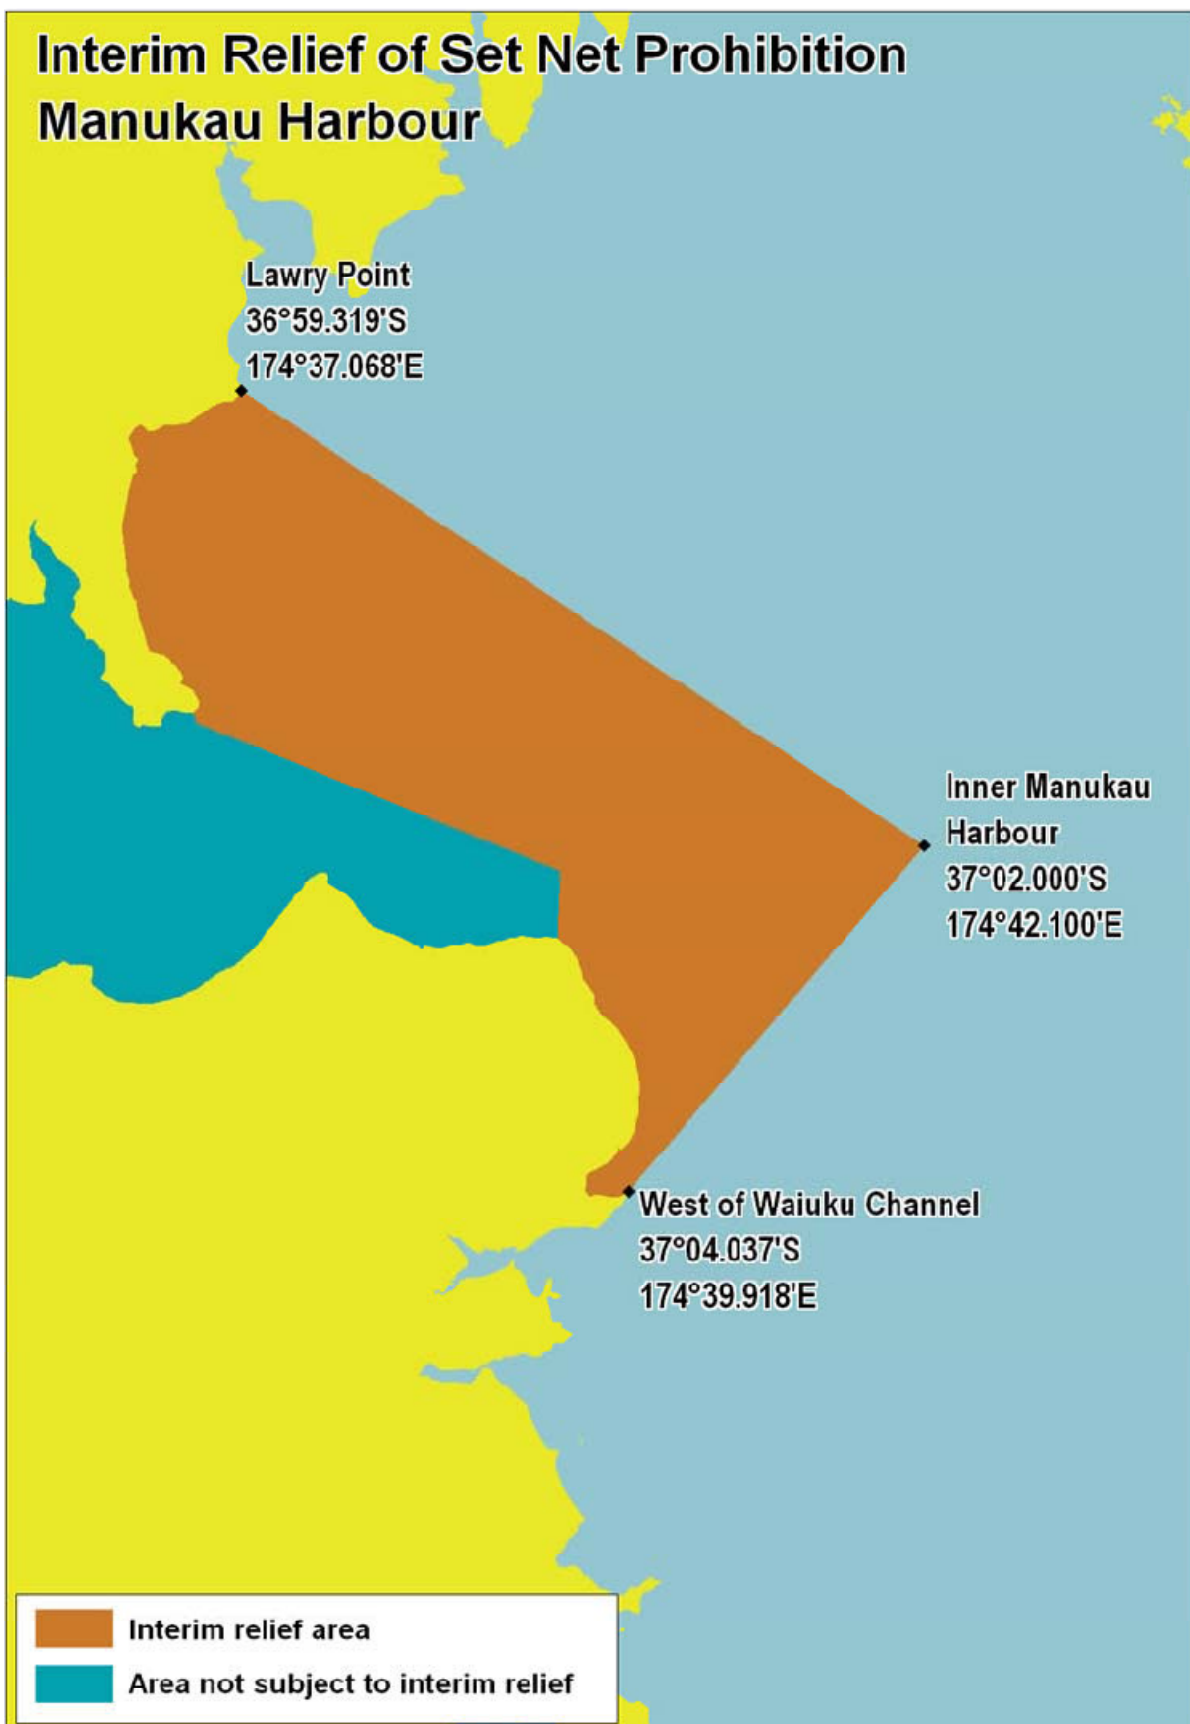 Interim Relief of Set Net Prohibition
Manukau Harbour
Lawry Point
36°59.319'S
174°37.068'E
Inner Manukau
Harbour
37°02.000'S
174°42.100'E
West of Waiuku Channel
37°04.037'S
174°39.918'E
Interim relief area
Area not subject to interim relief